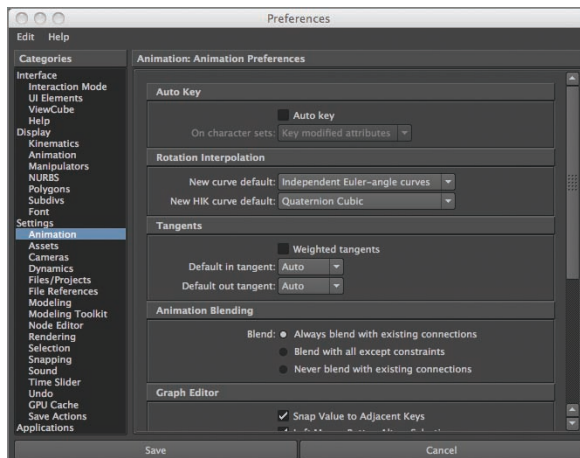 Preferences
Edit Help
Categories
Interface
Interaction Mode
UI Elements
ViewCube
Help
Display
Kinematics
Animation
Manipulators
NURBS
Polygons
Subdivs
Font
Settings
Animation
Assets
Cameras
Dynamics
Files/Projects
File References
Modeling
Modeling Toolkit
Node Editor
Rendering
Selection
Snapping
Sound
Time Slider
Undo
GPU Cache
Save Actions
Applications
Animation: Animation Preferences
Auto Key
Auto key
On character sets: Key modified attributes
Rotation Interpolation
New curve default: Independent Euler-angle curves
New HIK curve default: Quaternion Cubic
Tangents
Weighted tangents
Default in tangent: Auto
Default out tangent: Auto
Animation Blending
Blend: Always blend with existing connections
Blend with all except constraints
Never blend with existing connections
Graph Editor
Snap Value to Adjacent Keys
Save Cancel